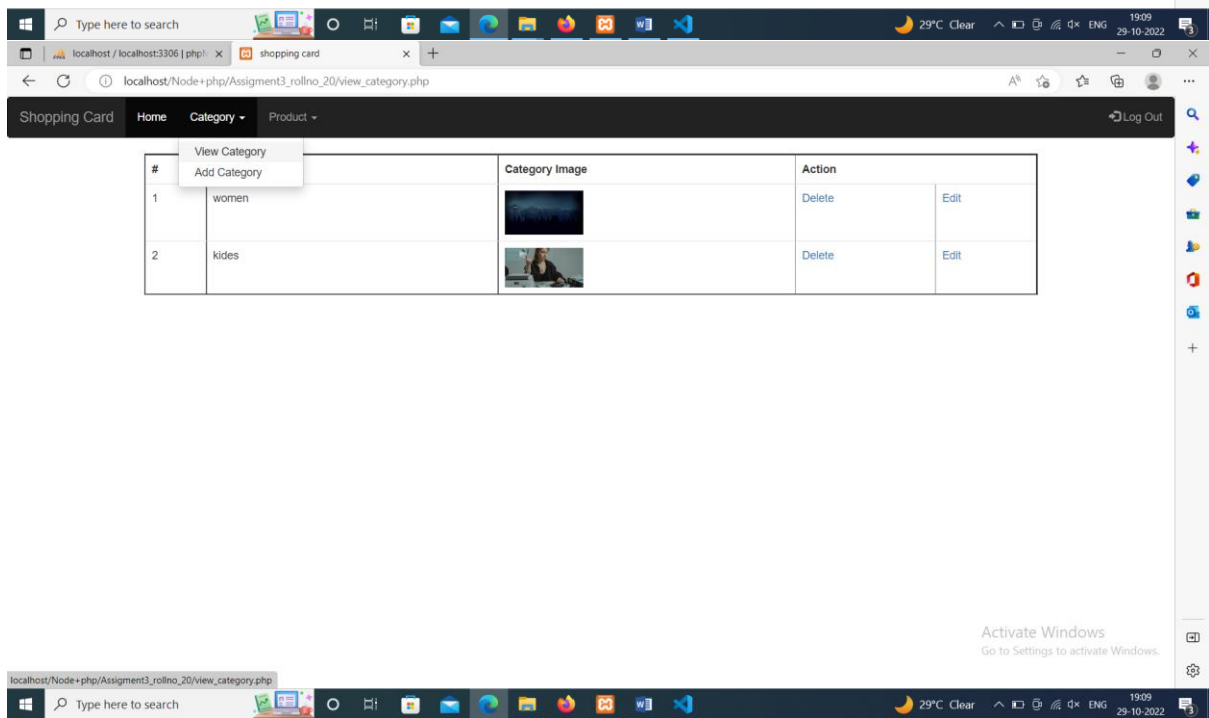 Type here to search
29°C Clear ENG 19:09
29-10-2022 3
localhost / localhost:3306 | php shopping card
localhost/Node+php/Assigment3_rollno_20/view_category.php
Shopping Card Home Category Product Log Out
View Category
Add Category
# Category Image Action
1 women Delete Edit
2 kides Delete Edit
Activate Windows
Go to Settings to activate Windows.
localhost/Node+php/Assigment3_rollno_20/view_category.php
Type here to search
29°C Clear ENG 19:09
29-10-2022 3